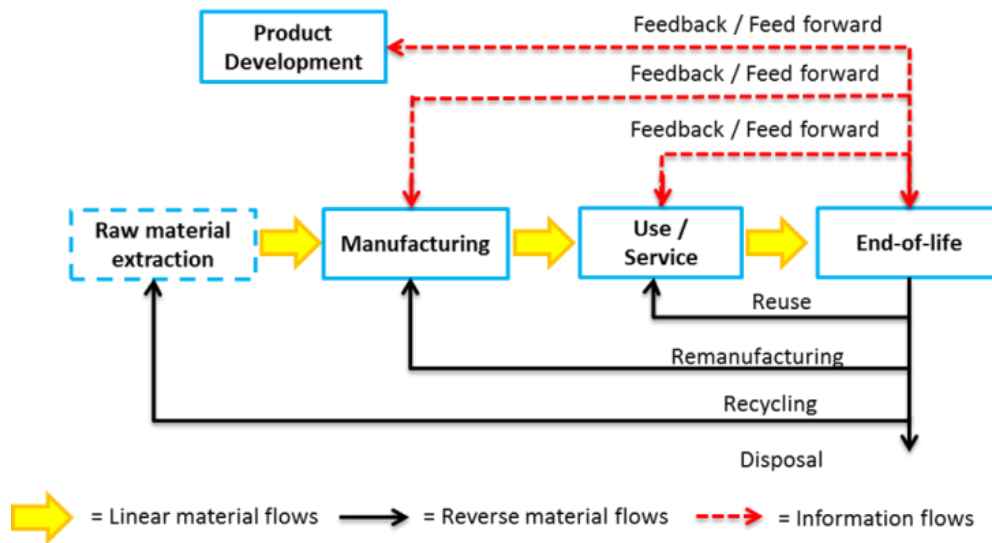 Product
Development
Feedback / Feed forward
Feedback / Feed forward
Feedback / Feed forward
Raw material
extraction
Manufacturing
Use /
Service
End-of-life
Reuse
Remanufacturing
Recycling
Disposal
= Linear material flows
= Reverse material flows
= Information flows